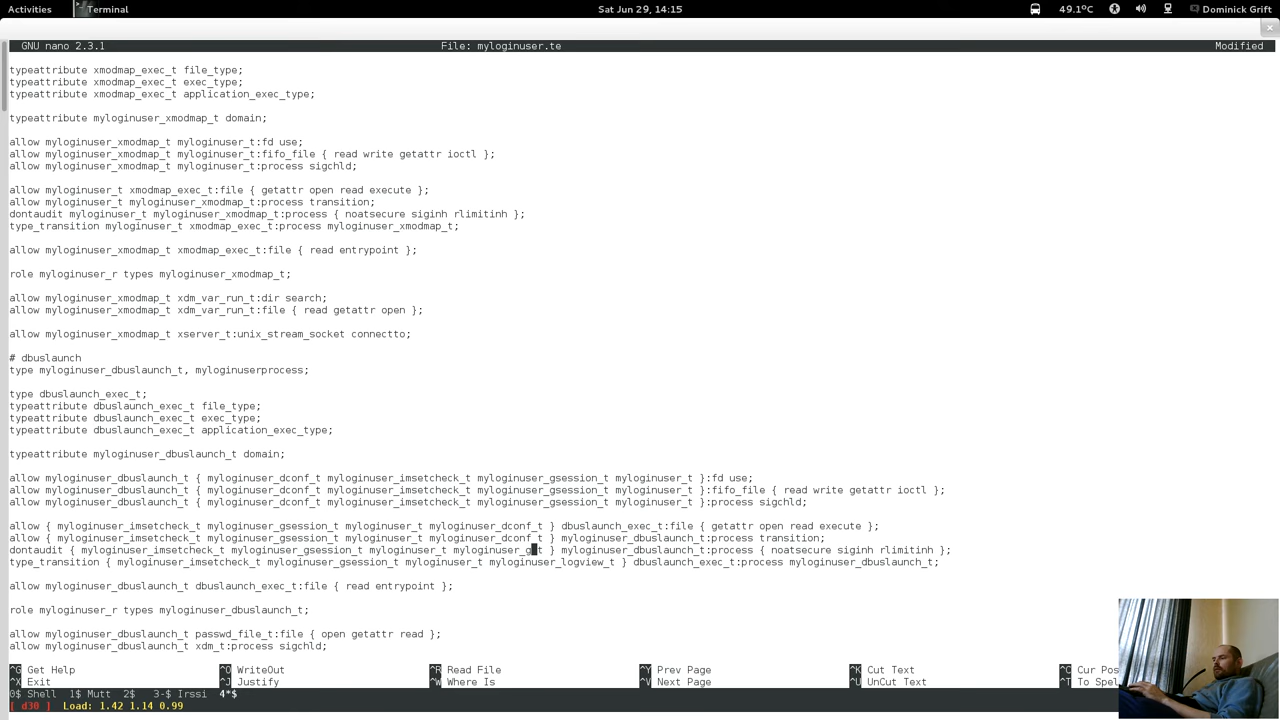 Activities Terminal Sat Jun 29, 14:15 49.1°C Dominick Grift
GNU nano 2.3.1 File: myloginuser.te Modified
typeattribute xmodmap_exec_t file_type;
typeattribute xmodmap_exec_t exec_type;
typeattribute xmodmap_exec_t application_exec_type;
typeattribute myloginuser_xmodmap_t domain;
allow myloginuser_xmodmap_t myloginuser_t:fd use;
allow myloginuser_xmodmap_t myloginuser_t:fifo_file { read write getattr ioctl };
allow myloginuser_xmodmap_t myloginuser_t:process sigchld;
allow myloginuser_t xmodmap_exec_t:file { getattr open read execute };
allow myloginuser_t myloginuser_xmodmap_t:process transition;
dontaudit myloginuser_t myloginuser_xmodmap_t:process { noatsecure siginh rlimitinh };
type_transition myloginuser_t xmodmap_exec_t:process myloginuser_xmodmap_t;
allow myloginuser_xmodmap_t xmodmap_exec_t:file { read entrypoint };
role myloginuser_r types myloginuser_xmodmap_t;
allow myloginuser_xmodmap_t xdm_var_run_t:dir search;
allow myloginuser_xmodmap_t xdm_var_run_t:file { read getattr open };
allow myloginuser_xmodmap_t xserver_t:unix_stream_socket connectto;
# dbuslaunch
type myloginuser_dbuslaunch_t, myloginuserprocess;
type dbuslaunch_exec_t;
typeattribute dbuslaunch_exec_t file_type;
typeattribute dbuslaunch_exec_t exec_type;
typeattribute dbuslaunch_exec_t application_exec_type;
typeattribute myloginuser_dbuslaunch_t domain;
allow myloginuser_dbuslaunch_t { myloginuser_dconf_t myloginuser_imsetcheck_t myloginuser_gsession_t myloginuser_t }:fd use;
allow myloginuser_dbuslaunch_t { myloginuser_dconf_t myloginuser_imsetcheck_t myloginuser_gsession_t myloginuser_t }:fifo_file { read write getattr ioctl };
allow myloginuser_dbuslaunch_t { myloginuser_dconf_t myloginuser_imsetcheck_t myloginuser_gsession_t myloginuser_t }:process sigchld;
allow { myloginuser_imsetcheck_t myloginuser_gsession_t myloginuser_t myloginuser_dconf_t } dbuslaunch_exec_t:file { getattr open read execute };
allow { myloginuser_imsetcheck_t myloginuser_gsession_t myloginuser_t myloginuser_dconf_t } myloginuser_dbuslaunch_t:process transition;
dontaudit { myloginuser_imsetcheck_t myloginuser_gsession_t myloginuser_t myloginuser_g_t } myloginuser_dbuslaunch_t:process { noatsecure siginh rlimitinh };
type_transition { myloginuser_imsetcheck_t myloginuser_gsession_t myloginuser_t myloginuser_logview_t } dbuslaunch_exec_t:process myloginuser_dbuslaunch_t;
allow myloginuser_dbuslaunch_t dbuslaunch_exec_t:file { read entrypoint };
role myloginuser_r types myloginuser_dbuslaunch_t;
allow myloginuser_dbuslaunch_t passwd_file_t:file { open getattr read };
allow myloginuser_dbuslaunch_t xdm_t:process sigchld;
^G Get Help ^O WriteOut ^R Read File ^Y Prev Page ^K Cut Text ^C Cur Pos
^X Exit ^J Justify ^W Where Is ^V Next Page ^U UnCut Text ^T To Spel
0$ Shell 1$ Mutt 2$ 3-$ Irssi 4*$
[ d30 ] Load: 1.42 1.14 0.99